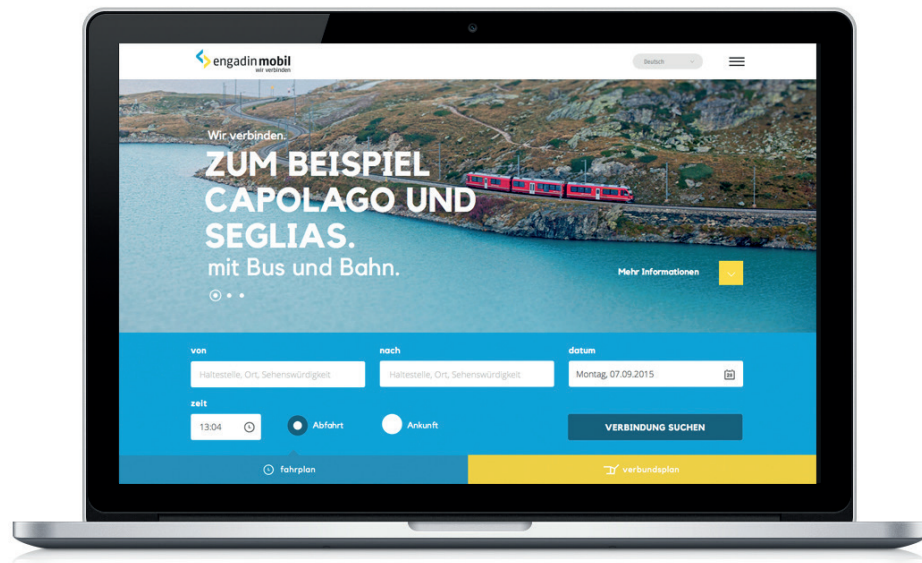 engadin mobil
wir verbinden
Deutsch
Wir verbinden.
ZUM BEISPIEL
CAPOLAGO UND
SEGLIAS.
mit Bus und Bahn.
Mehr Informationen
von
nach
datum
Haltestelle, Ort, Sehenswürdigkeit
Haltestelle, Ort, Sehenswürdigkeit
Montag, 07.09.2015
zeit
13:04
Abfahrt
Ankunft
VERBINDUNG SUCHEN
fahrplan
verbundsplan